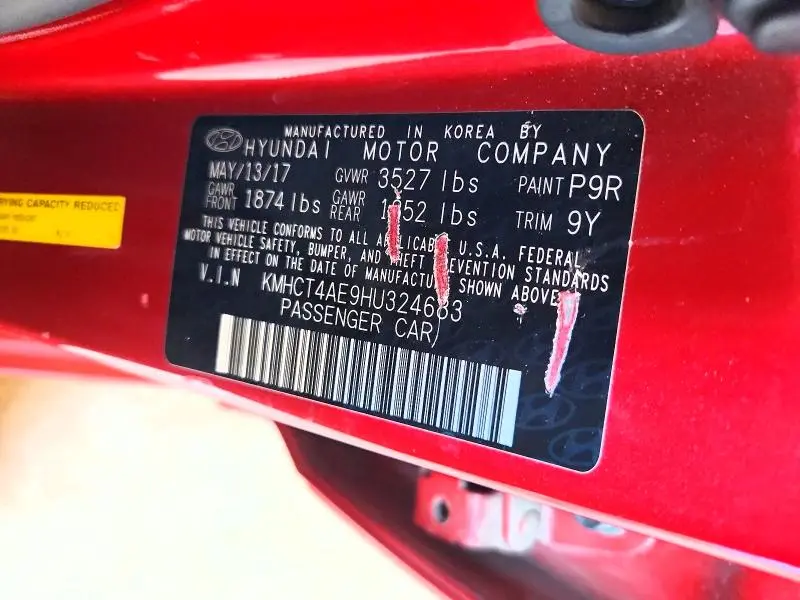 MANUFACTURED IN KOREA BY
HYUNDAI MOTOR COMPANY
MAY/13/17 GVWR 3527 lbs PAINT P9R
GAWR FRONT 1874 lbs GAWR REAR lbs TRIM 9Y
THIS VEHICLE CONFORMS TO ALL U.S.A. FEDERAL
MOTOR VEHICLE SAFETY, BUMPER, AND STANDARDS
IN EFFECT ON THE DATE OF SHOWN ABOVE
V.I.N KMHCT4AE9HU324683
PASSENGER CAR)
CAPACITY REDUCED